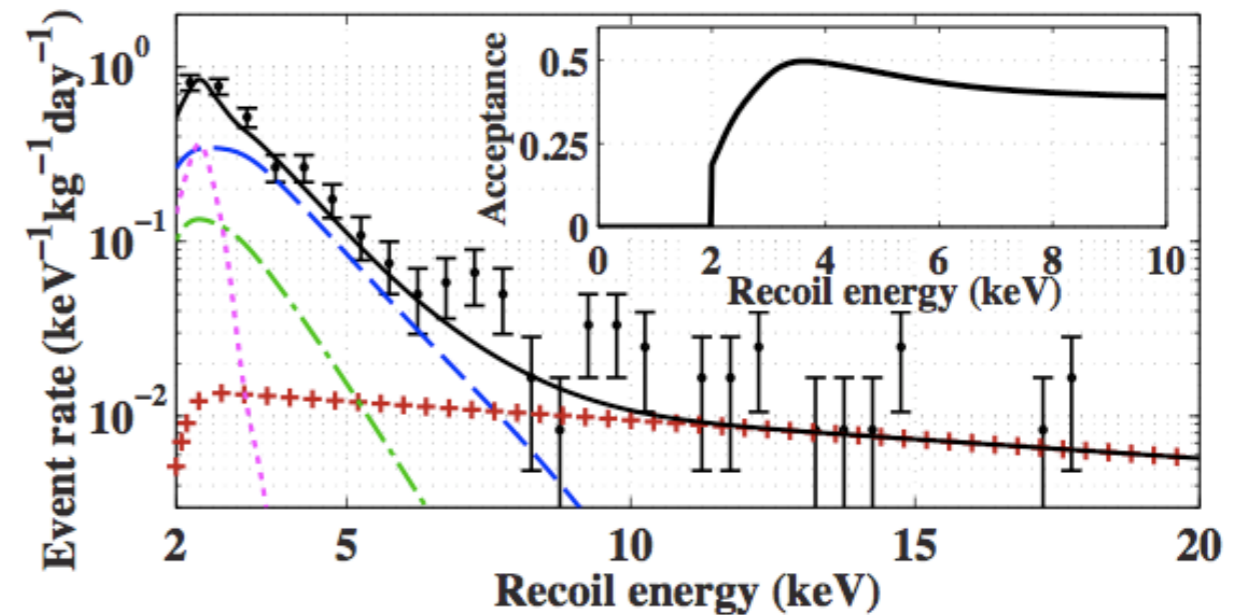 Event rate (keV⁻¹kg⁻¹day⁻¹)
10⁰
10⁻¹
10⁻²
2 5 10 15 20
Recoil energy (keV)
Acceptance
0.5
0.25
0
0 2 4 6 8 10
Recoil energy (keV)